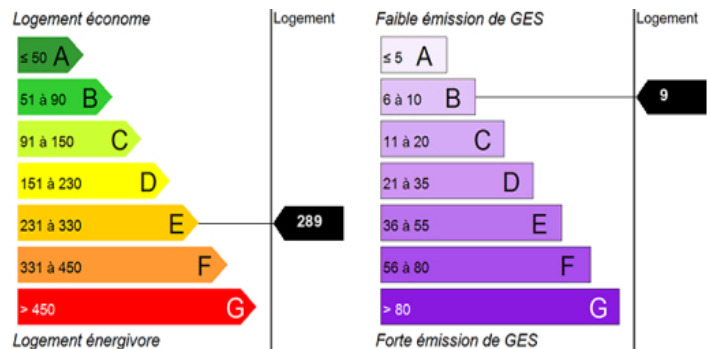 Logement économe
Logement
≤ 50 A
51 à 90 B
91 à 150 C
151 à 230 D
231 à 330 E
289
331 à 450 F
> 450 G
Logement énergivore
Faible émission de GES
Logement
≤ 5 A
6 à 10 B
9
11 à 20 C
21 à 35 D
36 à 55 E
56 à 80 F
> 80 G
Forte émission de GES